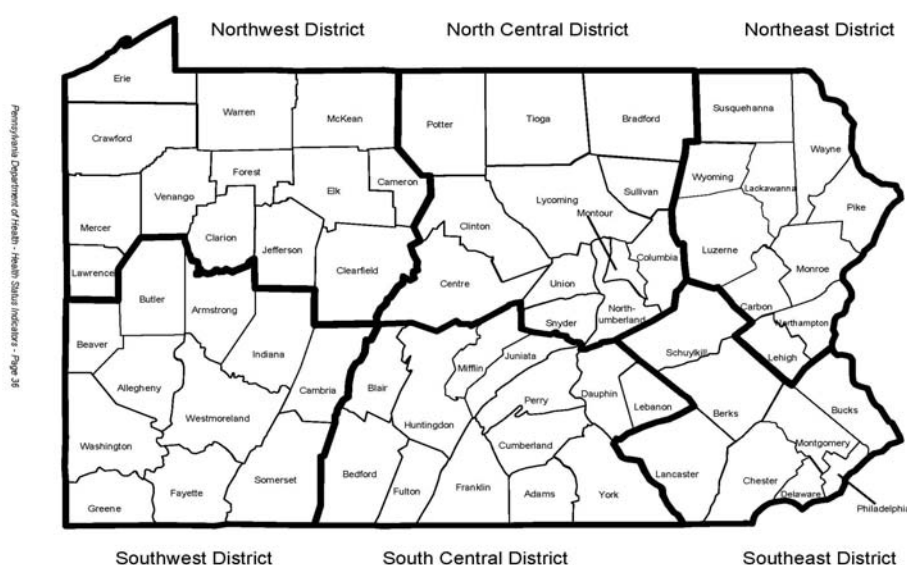 Northwest District
North Central District
Northeast District
Erie
Warren
McKean
Potter
Tioga
Bradford
Susquehanna
Wayne
Crawford
Forest
Elk
Cameron
Wyoming
Lackawanna
Sullivan
Pike
Venango
Lycoming
Montour
Mercer
Clarion
Jefferson
Clinton
Columbia
Luzerne
Monroe
Lawrence
Clearfield
Centre
Union
Carbon
Butler
Armstrong
Snyder
North-
umberland
Northampton
Beaver
Indiana
Juniata
Mifflin
Schuylkill
Lehigh
Allegheny
Cambria
Blair
Perry
Dauphin
Lebanon
Berks
Bucks
Westmoreland
Huntingdon
Cumberland
Montgomery
Washington
Somerset
Bedford
Fulton
Franklin
Adams
York
Lancaster
Chester
Delaware
Philadelphia
Greene
Fayette
Southwest District
South Central District
Southeast District
Pennsylvania Department of Health - Health Status Indicators - Page 36